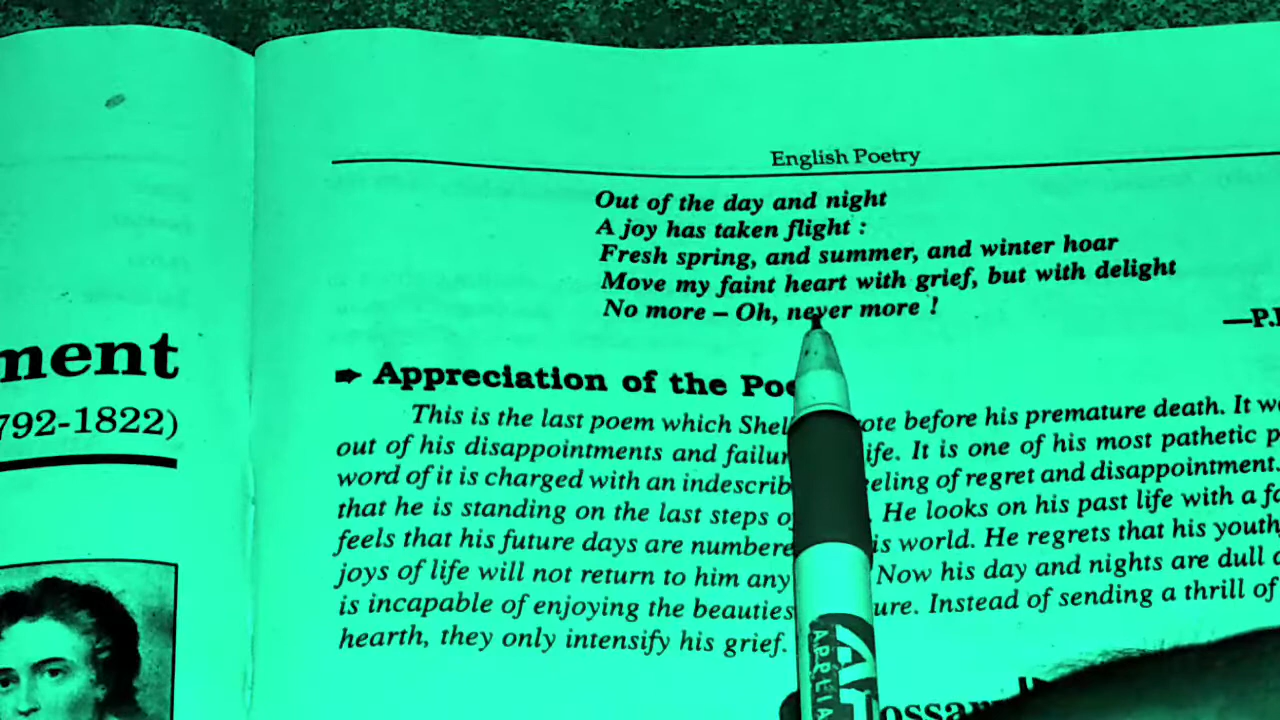 English Poetry
Out of the day and night
A joy has taken flight :
Fresh spring, and summer, and winter hoar
Move my faint heart with grief, but with delight
No more – Oh, never more !
—P.
ment
792-1822)
Appreciation of the Poe
This is the last poem which Shel ote before his premature death. It w
out of his disappointments and failur ife. It is one of his most pathetic p
word of it is charged with an indescrib eling of regret and disappointment.
that he is standing on the last steps o He looks on his past life with a fa
feels that his future days are numbere is world. He regrets that his youth
joys of life will not return to him any Now his day and nights are dull
is incapable of enjoying the beauties ure. Instead of sending a thrill of
hearth, they only intensify his grief.
ossar